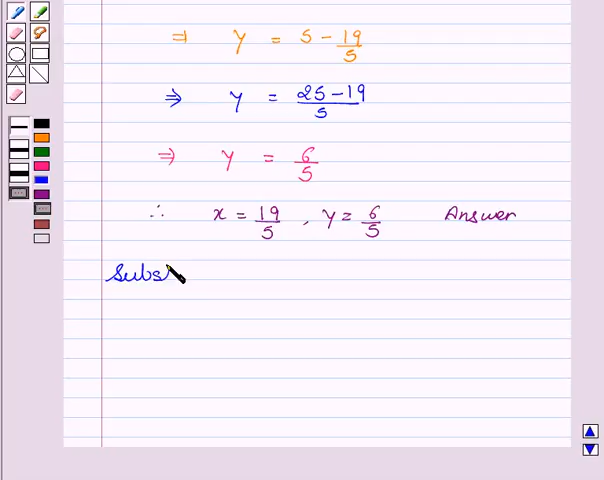 ⇒ y = 5 - 19/5
⇒ y = 25 - 19/5
⇒ y = 6/5
∴ x = 19/5 , y = 6/5 Answer
Subs